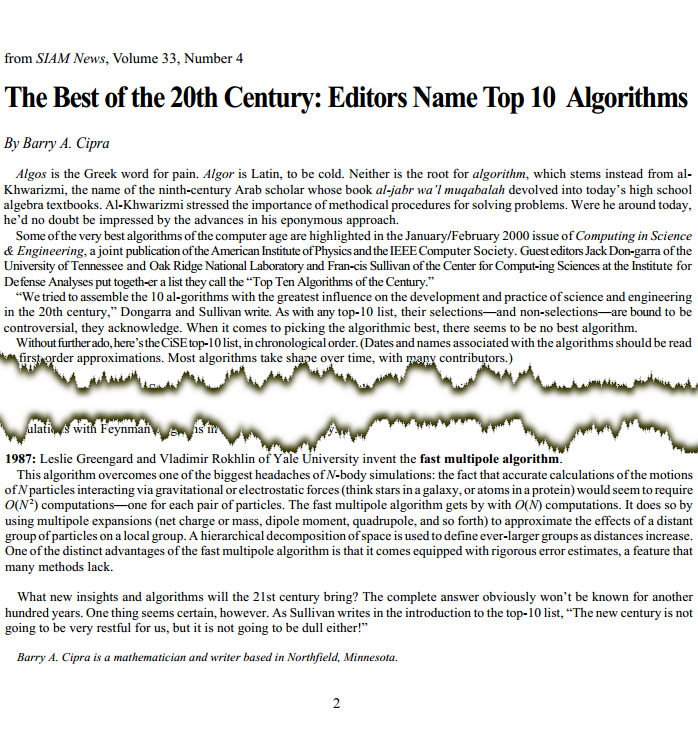 from SIAM News, Volume 33, Number 4
The Best of the 20th Century: Editors Name Top 10 Algorithms
By Barry A. Cipra
Algos is the Greek word for pain. Algor is Latin, to be cold. Neither is the root for algorithm, which stems instead from al-
Khwarizmi, the name of the ninth-century Arab scholar whose book al-jabr wa’l muqabalah devolved into today’s high school
algebra textbooks. Al-Khwarizmi stressed the importance of methodical procedures for solving problems. Were he around today,
he’d no doubt be impressed by the advances in his eponymous approach.
Some of the very best algorithms of the computer age are highlighted in the January/February 2000 issue of Computing in Science
& Engineering, a joint publication of the American Institute of Physics and the IEEE Computer Society. Guest editors Jack Don-garra of the
University of Tennessee and Oak Ridge National Laboratory and Fran-cis Sullivan of the Center for Comput-ing Sciences at the Institute for
Defense Analyses put togeth-er a list they call the “Top Ten Algorithms of the Century.”
“We tried to assemble the 10 al-gorithms with the greatest influence on the development and practice of science and engineering
in the 20th century,” Dongarra and Sullivan write. As with any top-10 list, their selections—and non-selections—are bound to be
controversial, they acknowledge. When it comes to picking the algorithmic best, there seems to be no best algorithm.
Without further ado, here’s the CiSE top-10 list, in chronological order. (Dates and names associated with the algorithms should be read
first-order approximations. Most algorithms take shape over time, with many contributors.)
with Feynman
1987: Leslie Greengard and Vladimir Rokhlin of Yale University invent the fast multipole algorithm.
This algorithm overcomes one of the biggest headaches of N-body simulations: the fact that accurate calculations of the motions
of N particles interacting via gravitational or electrostatic forces (think stars in a galaxy, or atoms in a protein) would seem to require
O(N²) computations—one for each pair of particles. The fast multipole algorithm gets by with O(N) computations. It does so by
using multipole expansions (net charge or mass, dipole moment, quadrupole, and so forth) to approximate the effects of a distant
group of particles on a local group. A hierarchical decomposition of space is used to define ever-larger groups as distances increase.
One of the distinct advantages of the fast multipole algorithm is that it comes equipped with rigorous error estimates, a feature that
many methods lack.
What new insights and algorithms will the 21st century bring? The complete answer obviously won’t be known for another
hundred years. One thing seems certain, however. As Sullivan writes in the introduction to the top-10 list, “The new century is not
going to be very restful for us, but it is not going to be dull either!”
Barry A. Cipra is a mathematician and writer based in Northfield, Minnesota.
2